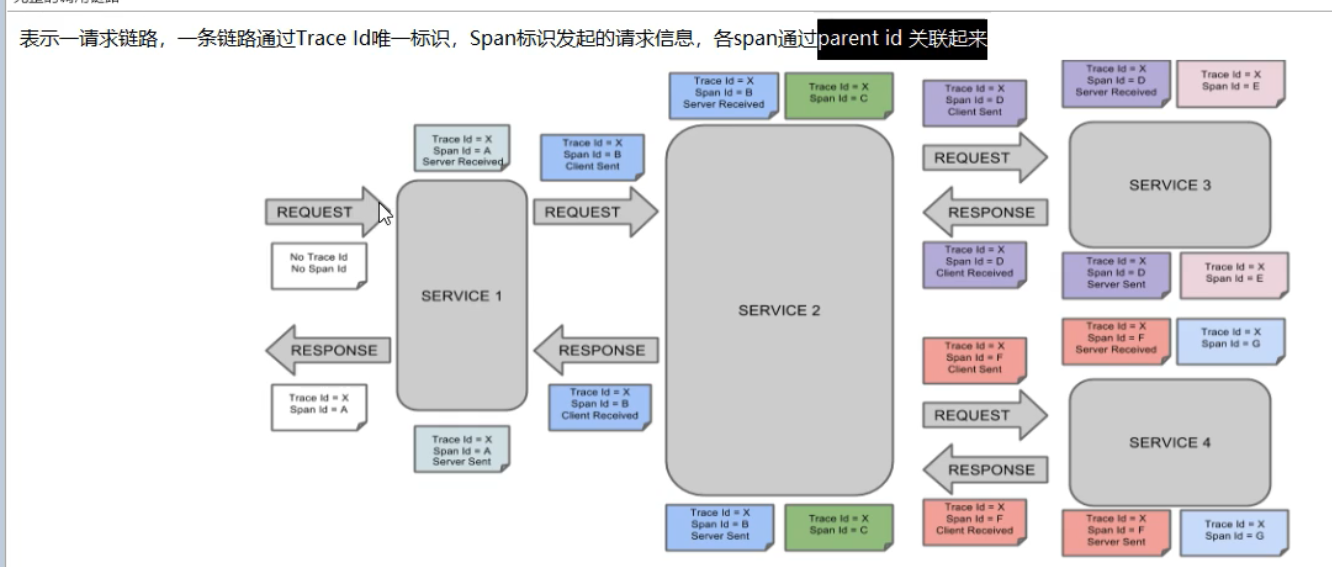 表示一请求链路，一条链路通过Trace Id唯一标识，Span标识发起的请求信息，各span通过parent id 关联起来
Trace Id = X
Span Id = B
Server Received
Trace Id = X
Span Id = C
Trace Id = X
Span Id = D
Client Sent
Trace Id = X
Span Id = D
Server Received
Trace Id = X
Span Id = E
Trace Id = X
Span Id = A
Server Received
Trace Id = X
Span Id = B
Client Sent
REQUEST
REQUEST
REQUEST
SERVICE 3
RESPONSE
No Trace Id
No Span Id
Trace Id = X
Span Id = D
Client Received
Trace Id = X
Span Id = D
Server Sent
Trace Id = X
Span Id = E
SERVICE 1
SERVICE 2
RESPONSE
RESPONSE
Trace Id = X
Span Id = F
Client Sent
Trace Id = X
Span Id = F
Server Received
Trace Id = X
Span Id = G
Trace Id = X
Span Id = A
Trace Id = X
Span Id = B
Client Received
REQUEST
SERVICE 4
RESPONSE
Trace Id = X
Span Id = A
Server Sent
Trace Id = X
Span Id = B
Server Sent
Trace Id = X
Span Id = C
Trace Id = X
Span Id = F
Client Received
Trace Id = X
Span Id = F
Server Sent
Trace Id = X
Span Id = G